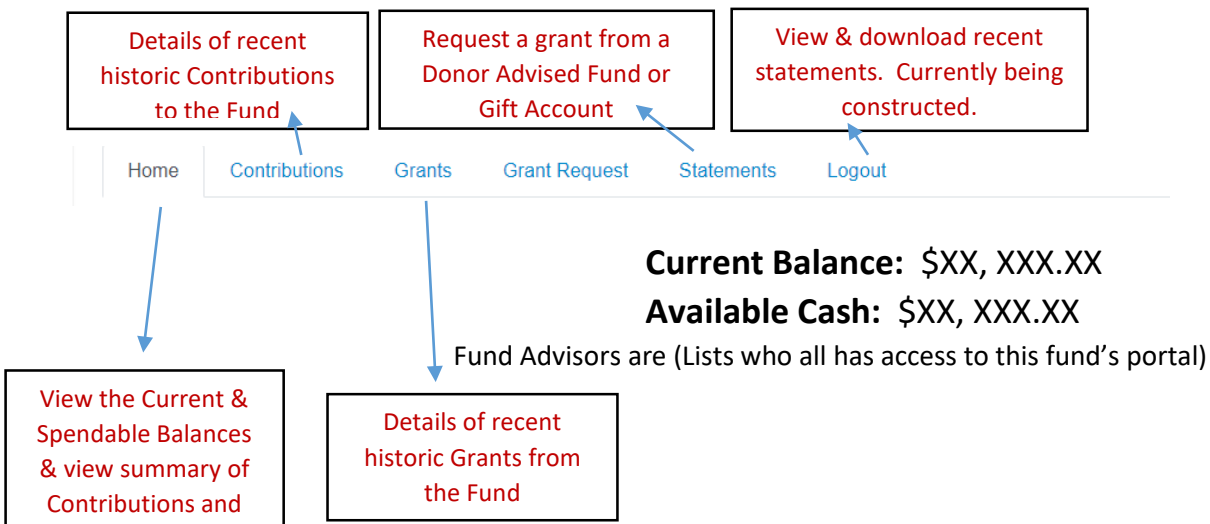 Details of recent
historic Contributions
to the Fund
Request a grant from a
Donor Advised Fund or
Gift Account
View & download recent
statements. Currently being
constructed.
Home Contributions Grants Grant Request Statements Logout
Current Balance: $XX, XXX.XX
Available Cash: $XX, XXX.XX
Fund Advisors are (Lists who all has access to this fund’s portal)
View the Current &
Spendable Balances
& view summary of
Contributions and
Details of recent
historic Grants from
the Fund